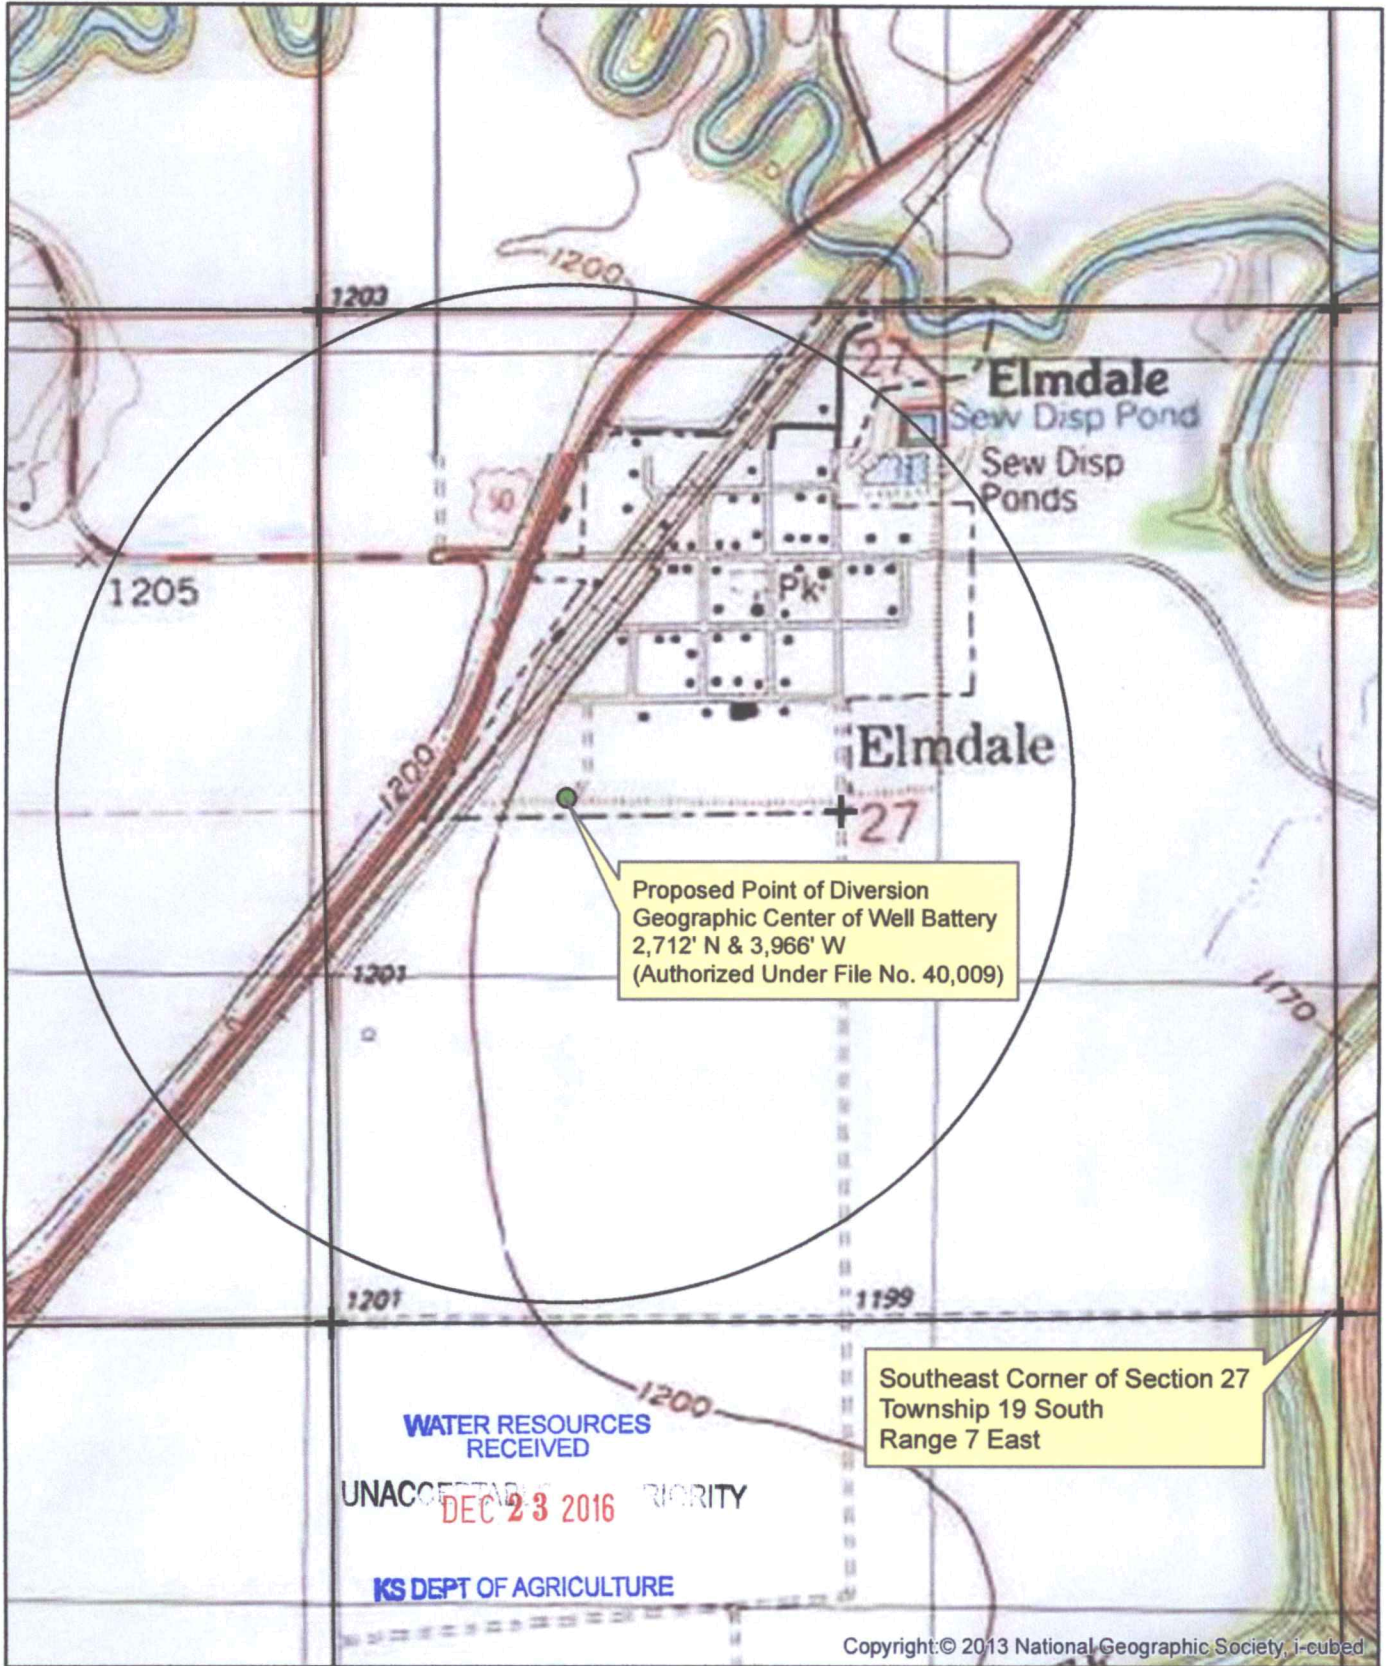 1200
1203
27
Elmdale
Sew Disp Pond
50
Sew Disp
Ponds
1205
Pk
1200
Elmdale
27
Proposed Point of Diversion
Geographic Center of Well Battery
2,712' N & 3,966' W
(Authorized Under File No. 40,009)
1201
1170
1201
1199
Southeast Corner of Section 27
Township 19 South
Range 7 East
1200
WATER RESOURCES
RECEIVED
DEC 23 2016
KS DEPT OF AGRICULTURE
Copyright:© 2013 National Geographic Society, i-cubed